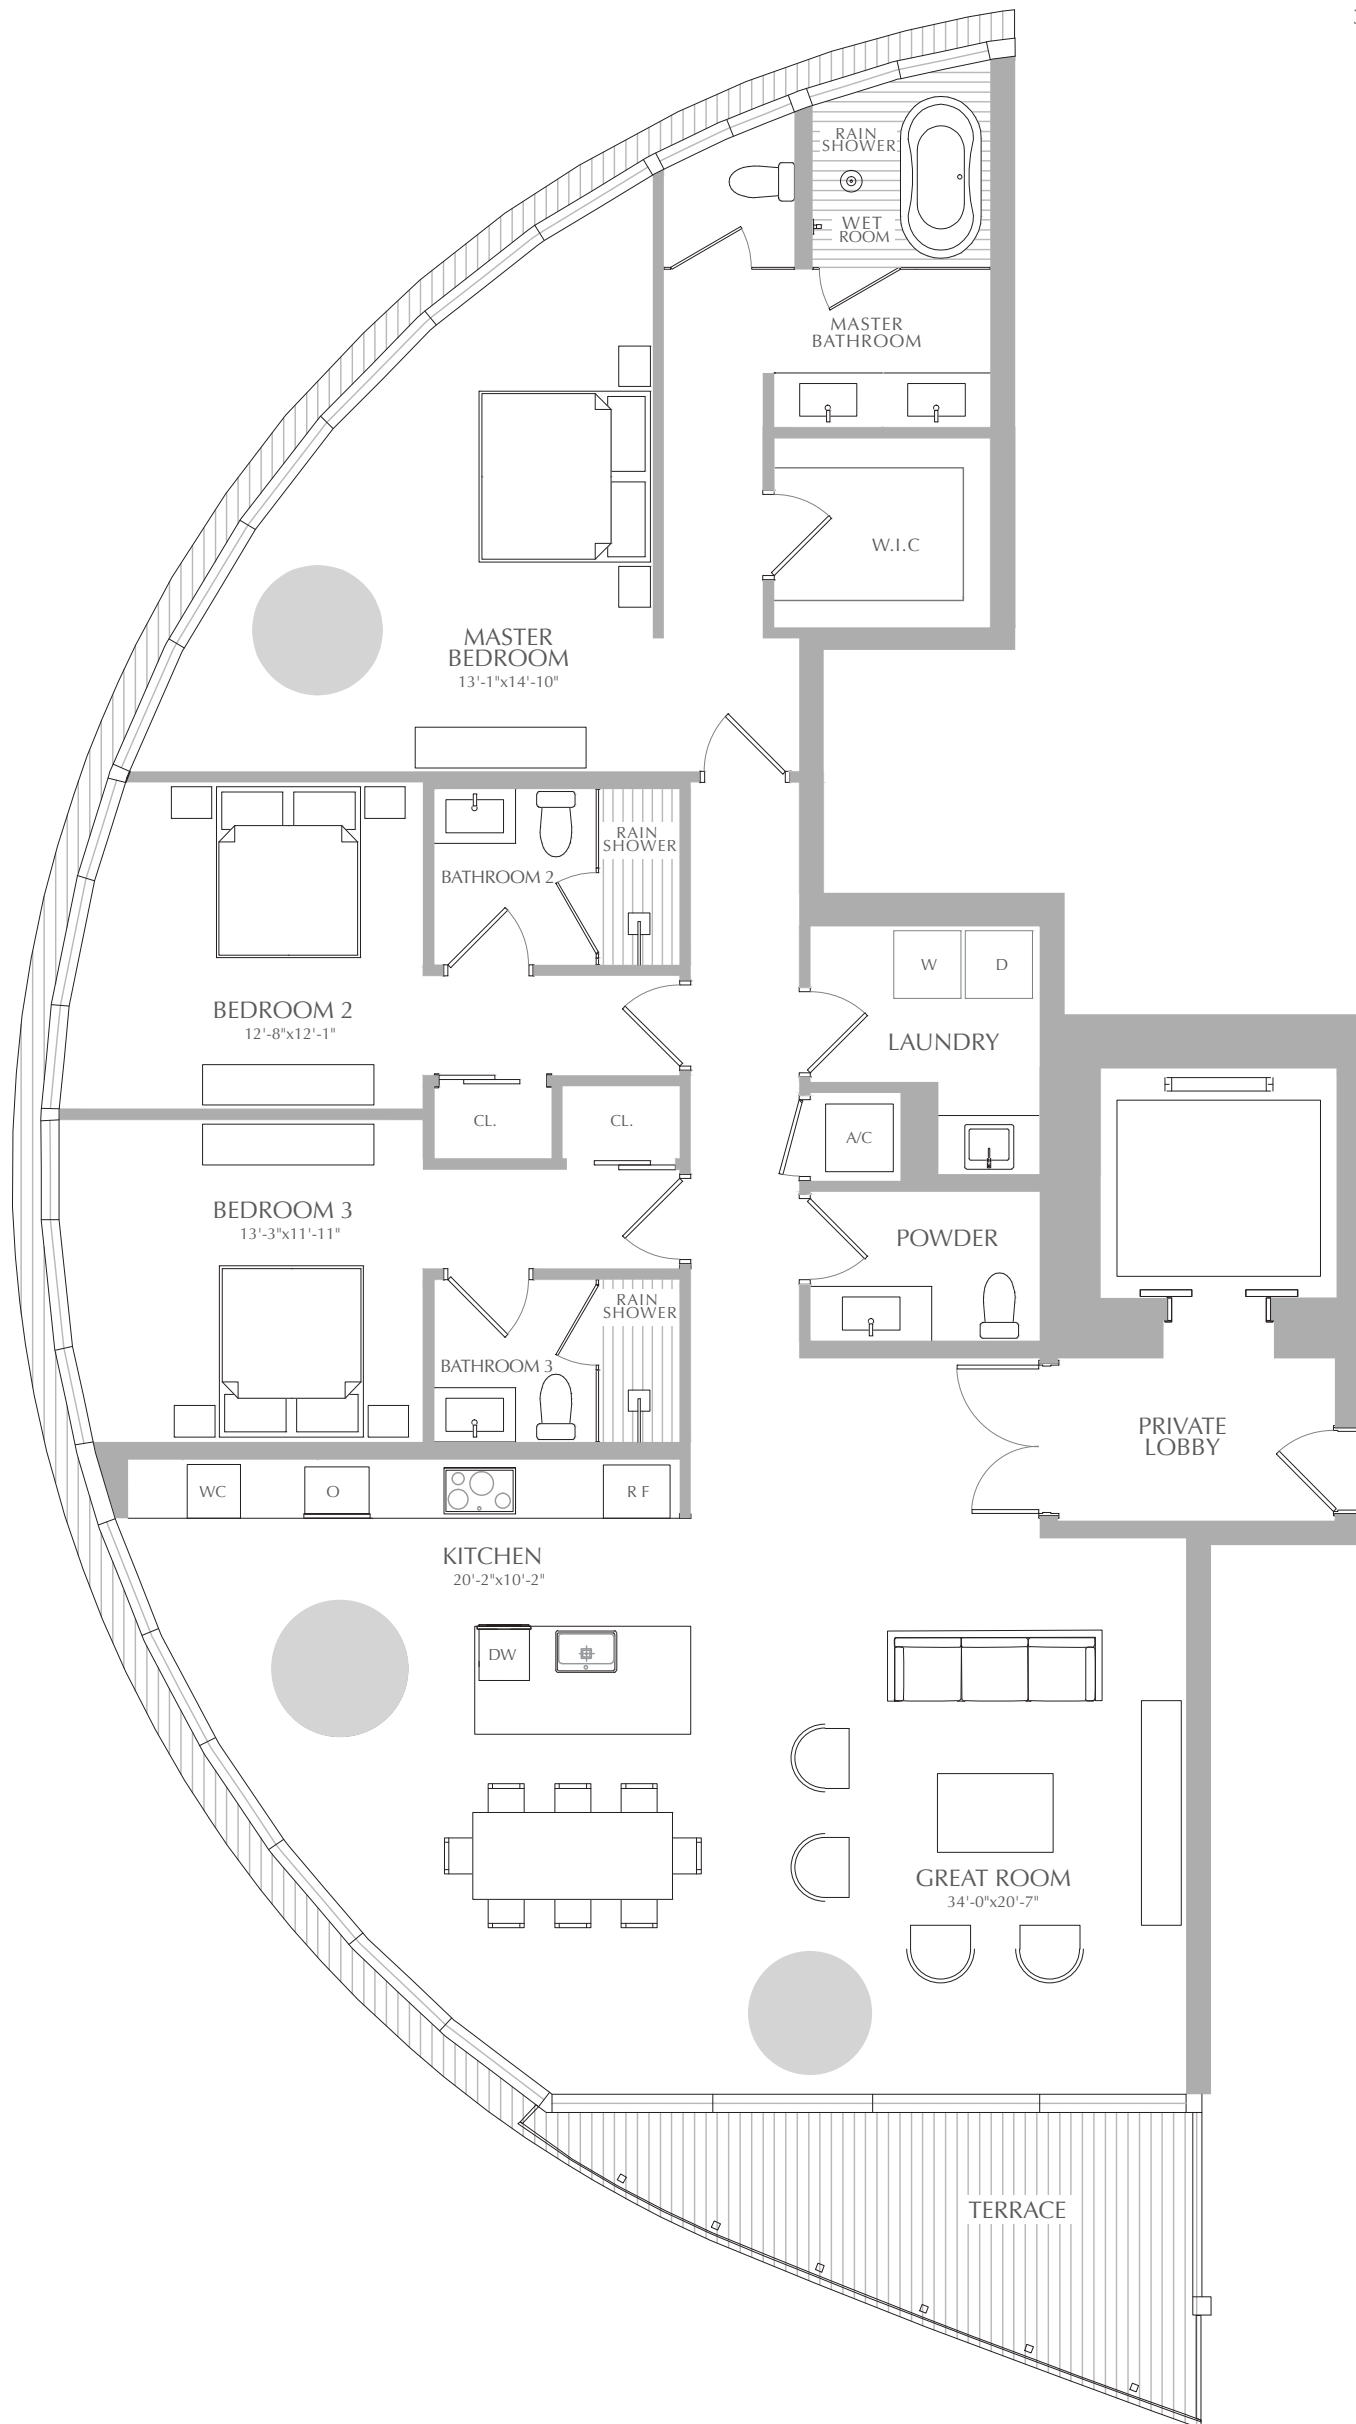 RAIN
SHOWER
WET
ROOM
MASTER
BATHROOM
W.I.C
MASTER
BEDROOM
13'-1"x14'-10"
RAIN
SHOWER
BATHROOM 2
W
D
BEDROOM 2
12'-8"x12'-1"
LAUNDRY
CL.
CL.
A/C
BEDROOM 3
13'-3"x11'-11"
POWDER
RAIN
SHOWER
BATHROOM 3
PRIVATE
LOBBY
WC
O
R F
KITCHEN
20'-2"x10'-2"
DW
GREAT ROOM
34'-0"x20'-7"
TERRACE